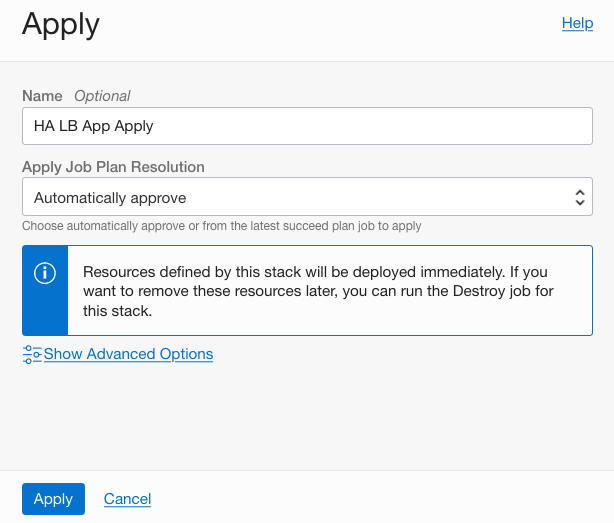 Apply
Help
Name Optional
HA LB App Apply
Apply Job Plan Resolution
Automatically approve
Choose automatically approve or from the latest succeed plan job to apply
Resources defined by this stack will be deployed immediately. If you
want to remove these resources later, you can run the Destroy job for
this stack.
Show Advanced Options
Apply
Cancel